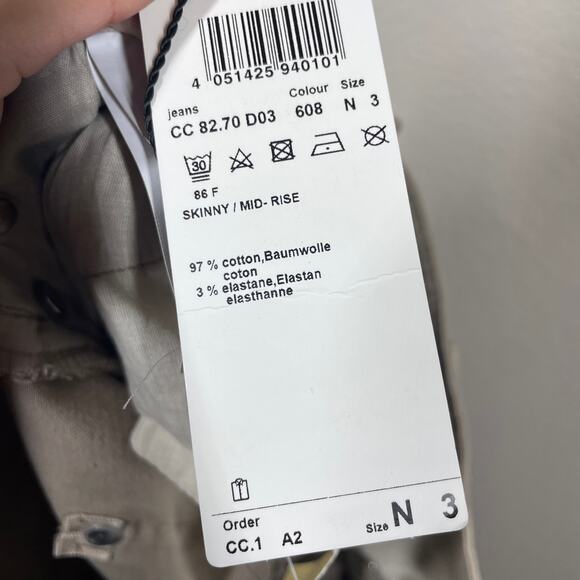 4 051425 940101
jeans Colour Size
CC 82.70 D03 608 N 3
30
86 F
SKINNY / MID- RISE
97 % cotton,Baumwolle
coton
3 % elastane,Elastan
elasthanne
Order
CC.1 A2 Size N 3